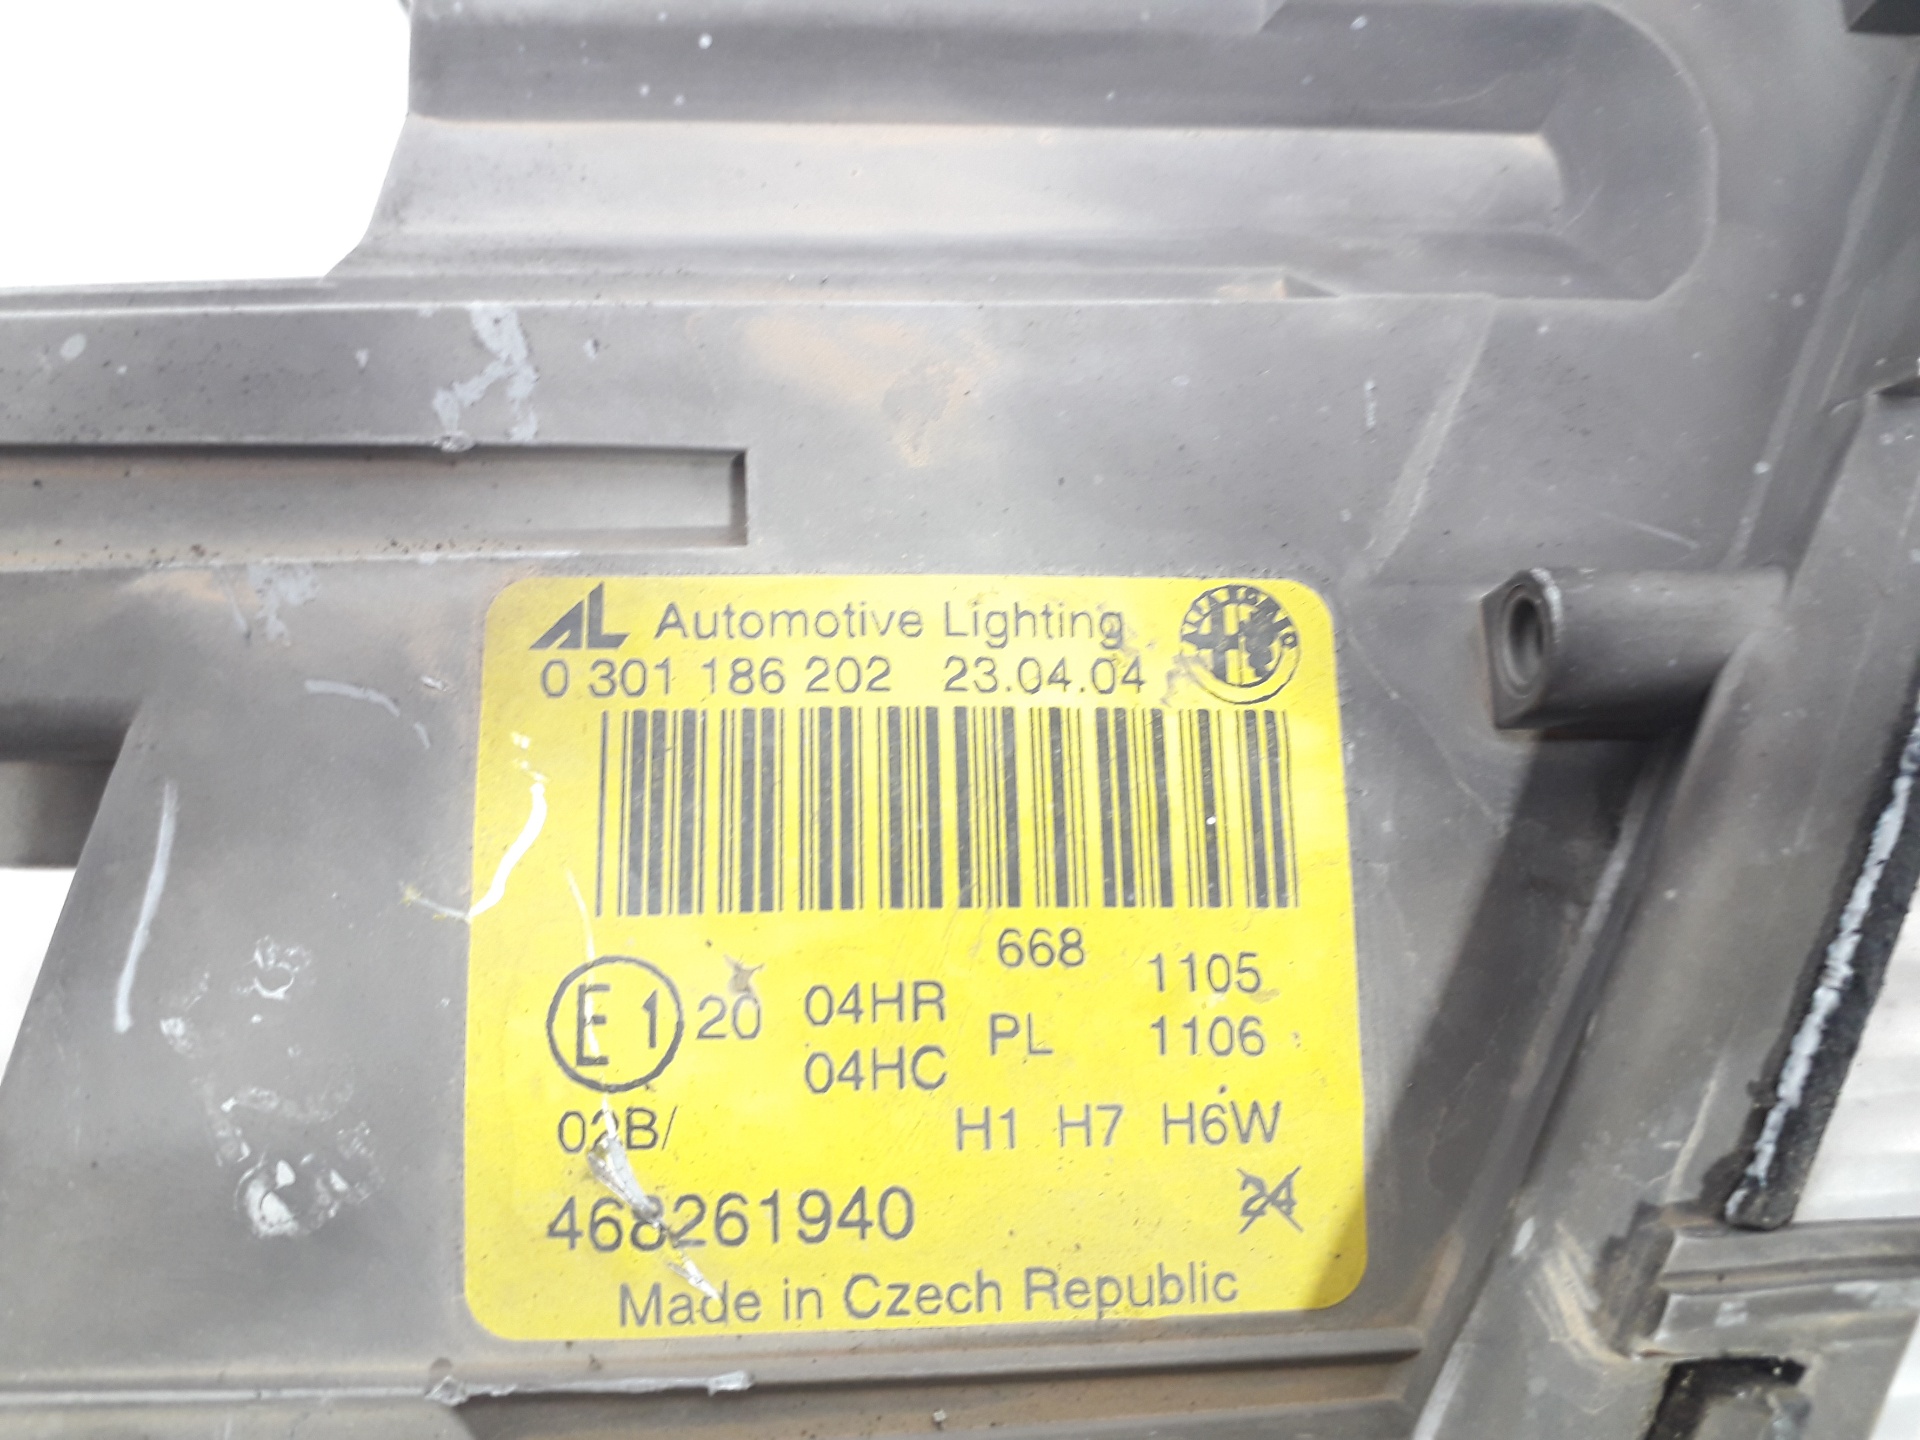 AL Automotive Lighting
0 301 186 202 23.04.04
668
E1 20 04HR PL 1105
04HC 1106
02B/ H1 H7 H6W
468261940 24
Made in Czech Republic